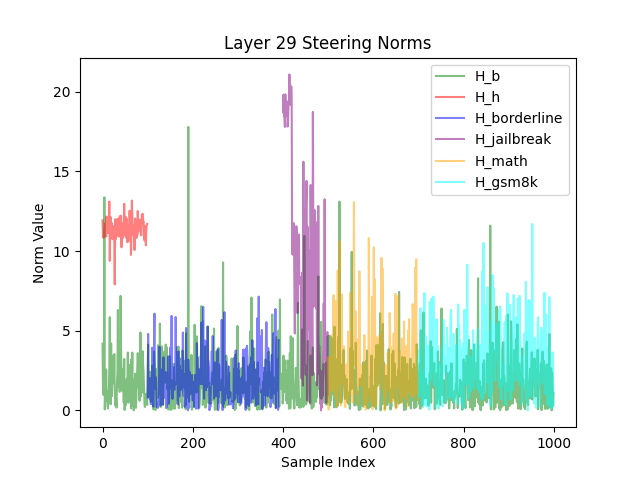 Layer 29 Steering Norms
H_b
H_h
H_borderline
H_jailbreak
H_math
H_gsm8k
Norm Value
20
15
10
5
0
0
200
400
600
800
1000
Sample Index